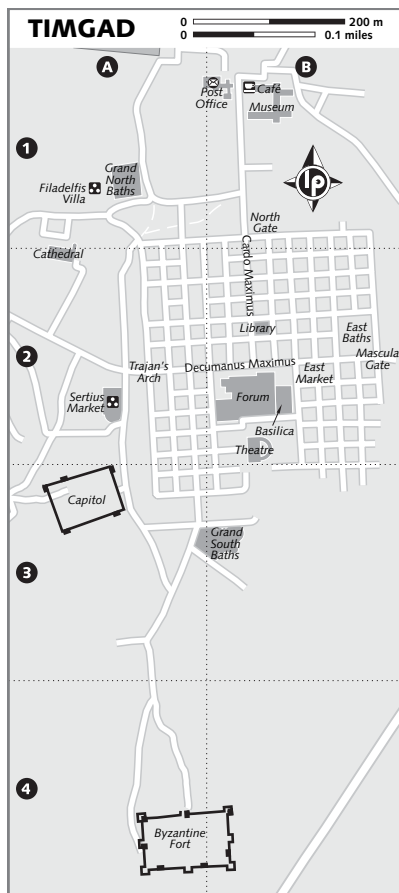 TIMGAD
0 200 m
0 0.1 miles
A
B
Post
Office
Café
Museum
1
Grand
North
Baths
Filadelfis
Villa
lp
North
Gate
Cathedral
Cardo Maximus
Library
East
Baths
2
Trajan's
Arch
Decumanus Maximus
East
Market
Mascula
Gate
Sertius
Market
Forum
Basilica
Theatre
Capitol
Grand
South
Baths
3
4
Byzantine
Fort